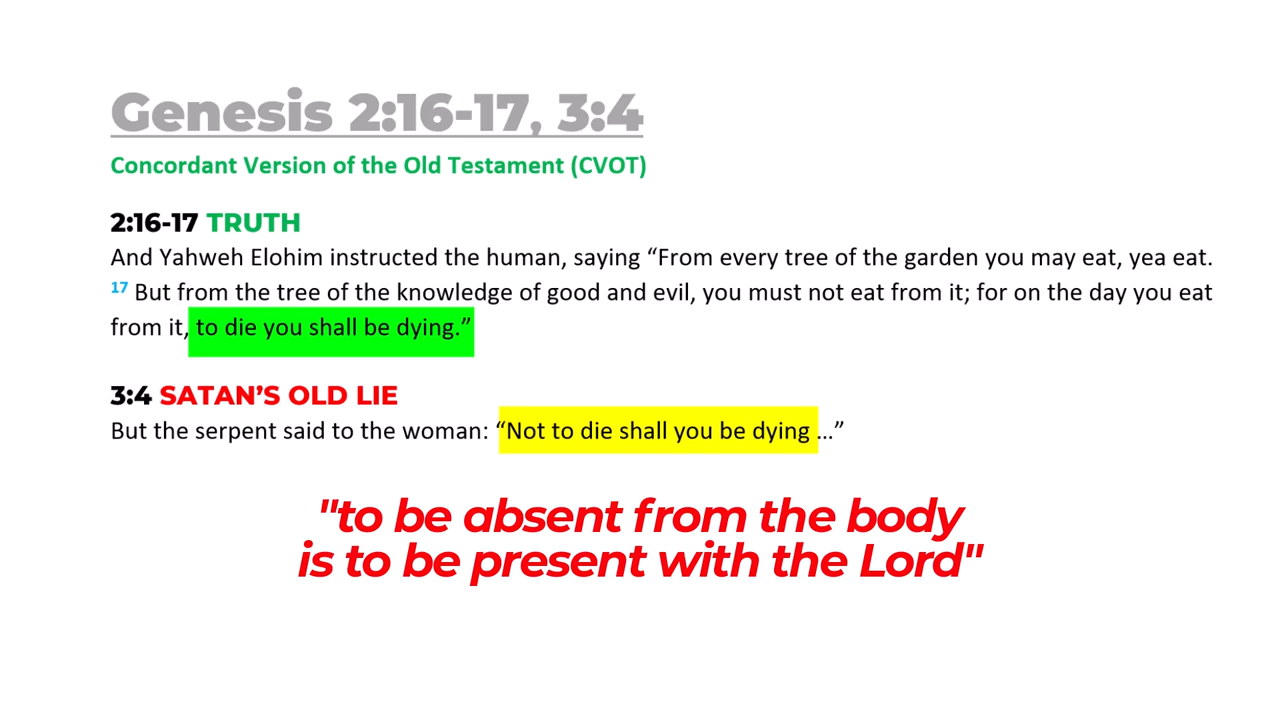 Genesis 2:16-17, 3:4
Concordant Version of the Old Testament (CVOT)
2:16-17 TRUTH
And Yahweh Elohim instructed the human, saying “From every tree of the garden you may eat, yea eat.
17 But from the tree of the knowledge of good and evil, you must not eat from it; for on the day you eat
from it, to die you shall be dying.”
3:4 SATAN’S OLD LIE
But the serpent said to the woman: “Not to die shall you be dying …”
"to be absent from the body
is to be present with the Lord"